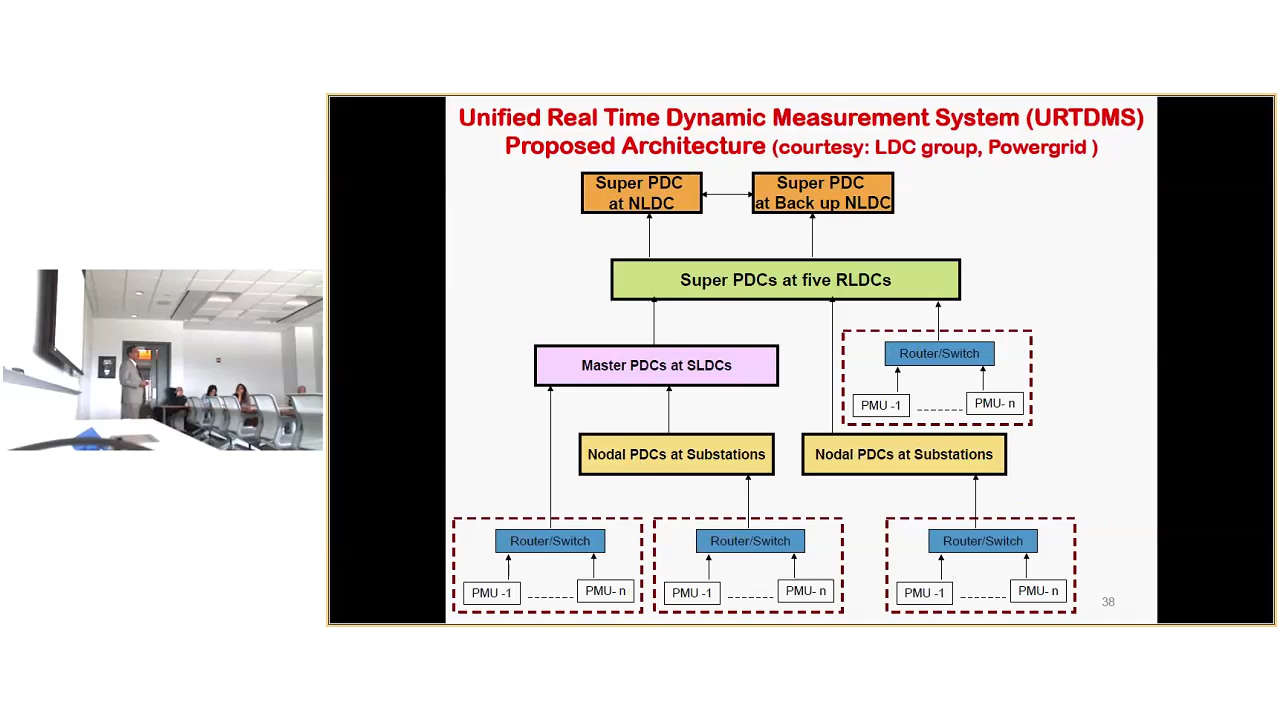 Unified Real Time Dynamic Measurement System (URTDMS)
Proposed Architecture (courtesy: LDC group, Powergrid )
Super PDC
at NLDC
Super PDC
at Back up NLDC
Super PDCs at five RLDCs
Router/Switch
PMU -1
PMU- n
Master PDCs at SLDCs
Nodal PDCs at Substations
Nodal PDCs at Substations
Router/Switch
PMU -1
PMU- n
Router/Switch
PMU -1
PMU- n
Router/Switch
PMU -1
PMU- n
38